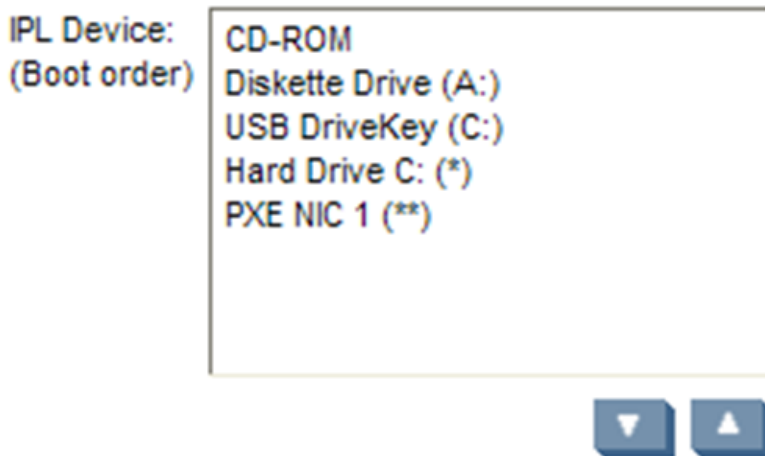 IPL Device:
(Boot order)
CD-ROM
Diskette Drive (A:)
USB DriveKey (C:)
Hard Drive C: (*)
PXE NIC 1 (**)